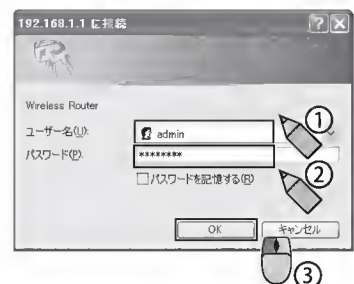 192.168.1.1 に接続
Wireless Router
ユーザー名(U):
admin
①
パスワード(P):
********
②
パスワードを記憶する(R)
OK
キャンセル
③